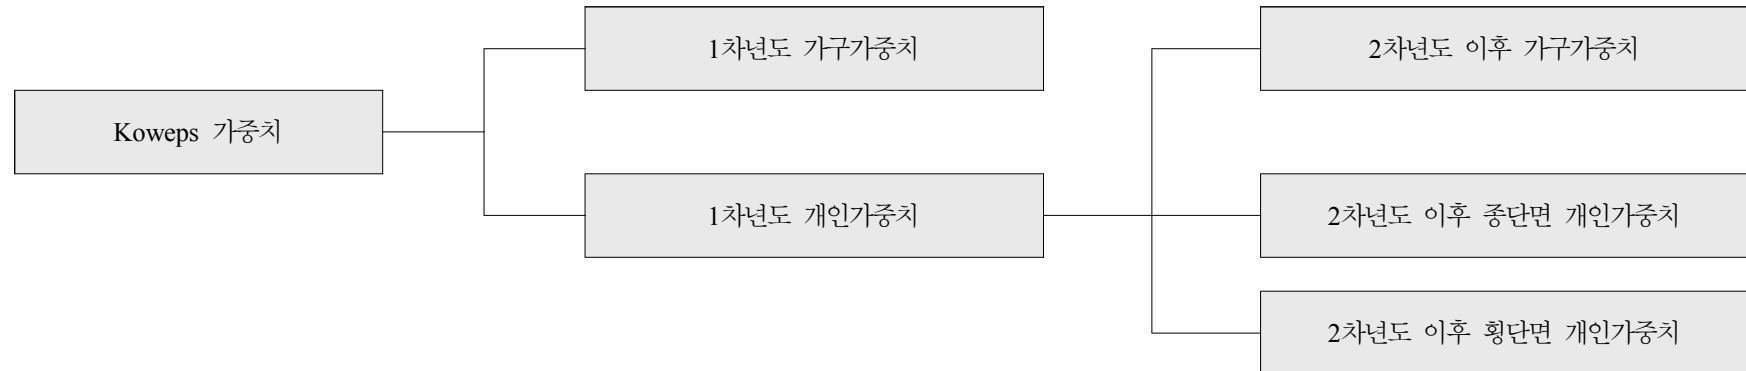 1차년도 가구가중치
2차년도 이후 가구가중치
Koweps 가중치
1차년도 개인가중치
2차년도 이후 종단면 개인가중치
2차년도 이후 횡단면 개인가중치